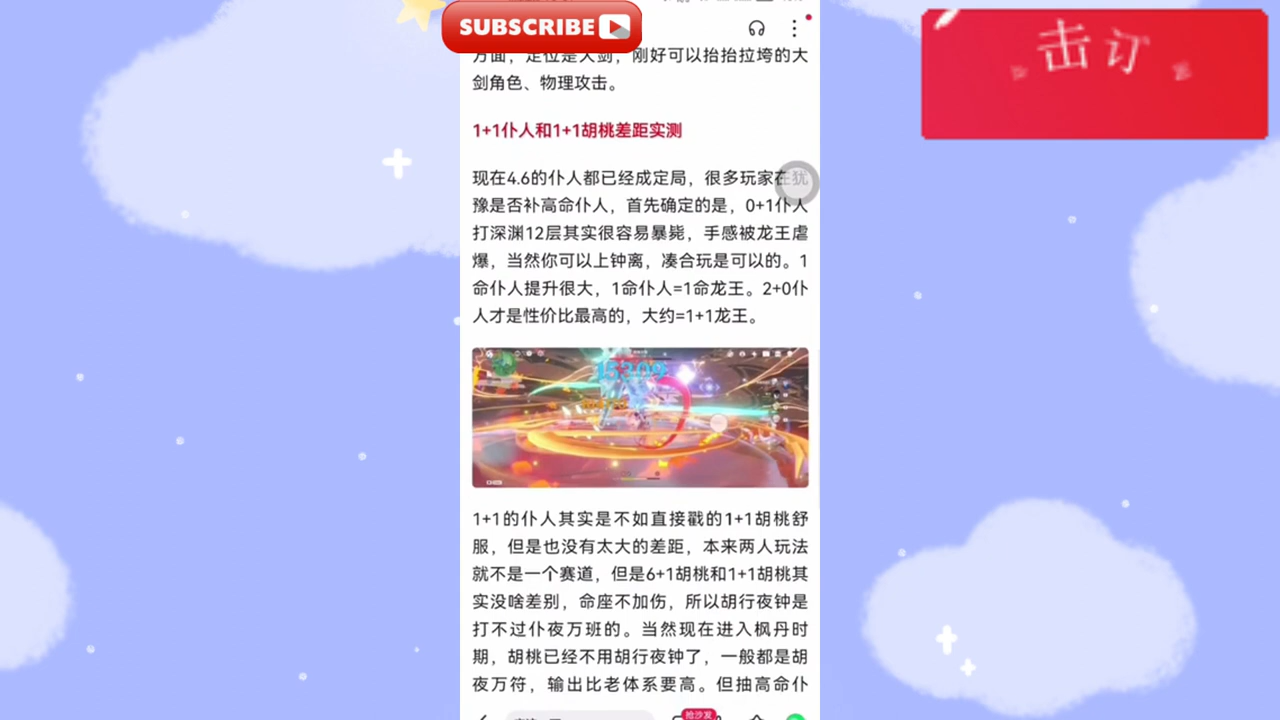 SUBSCRIBE
击订
方面，定位是大剑，刚好可以抬抬拉垮的大
剑角色、物理攻击。
1+1仆人和1+1胡桃差距实测
现在4.6的仆人都已经成定局，很多玩家在犹
豫是否补高命仆人，首先确定的是，0+1仆人
打深渊12层其实很容易暴毙，手感被龙王虐
爆，当然你可以上钟离，凑合玩是可以的。1
命仆人提升很大，1命仆人=1命龙王。2+0仆
人才是性价比最高的，大约=1+1龙王。
15309
1+1的仆人其实是不如直接戳的1+1胡桃舒
服，但是也没有太大的差距，本来两人玩法
就不是一个赛道，但是6+1胡桃和1+1胡桃其
实没啥差别，命座不加伤，所以胡行夜钟是
打不过仆夜万班的。当然现在进入枫丹时
期，胡桃已经不用胡行夜钟了，一般都是胡
夜万符，输出比老体系要高。但抽高命仆
抢沙发